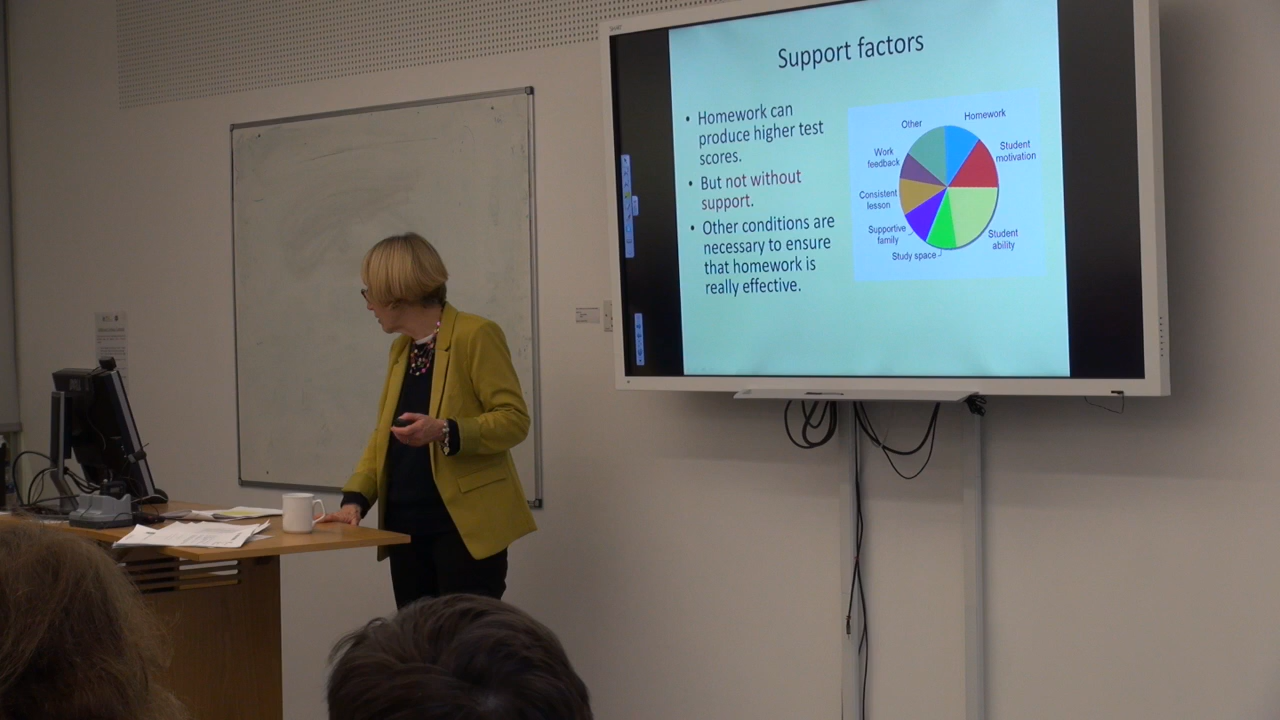 Support factors
• Homework can
produce higher test
scores.
• But not without
support.
• Other conditions are
necessary to ensure
that homework is
really effective.
Other
Homework
Work
feedback
Student
motivation
Consistent
lesson
Supportive
family
Student
ability
Study space